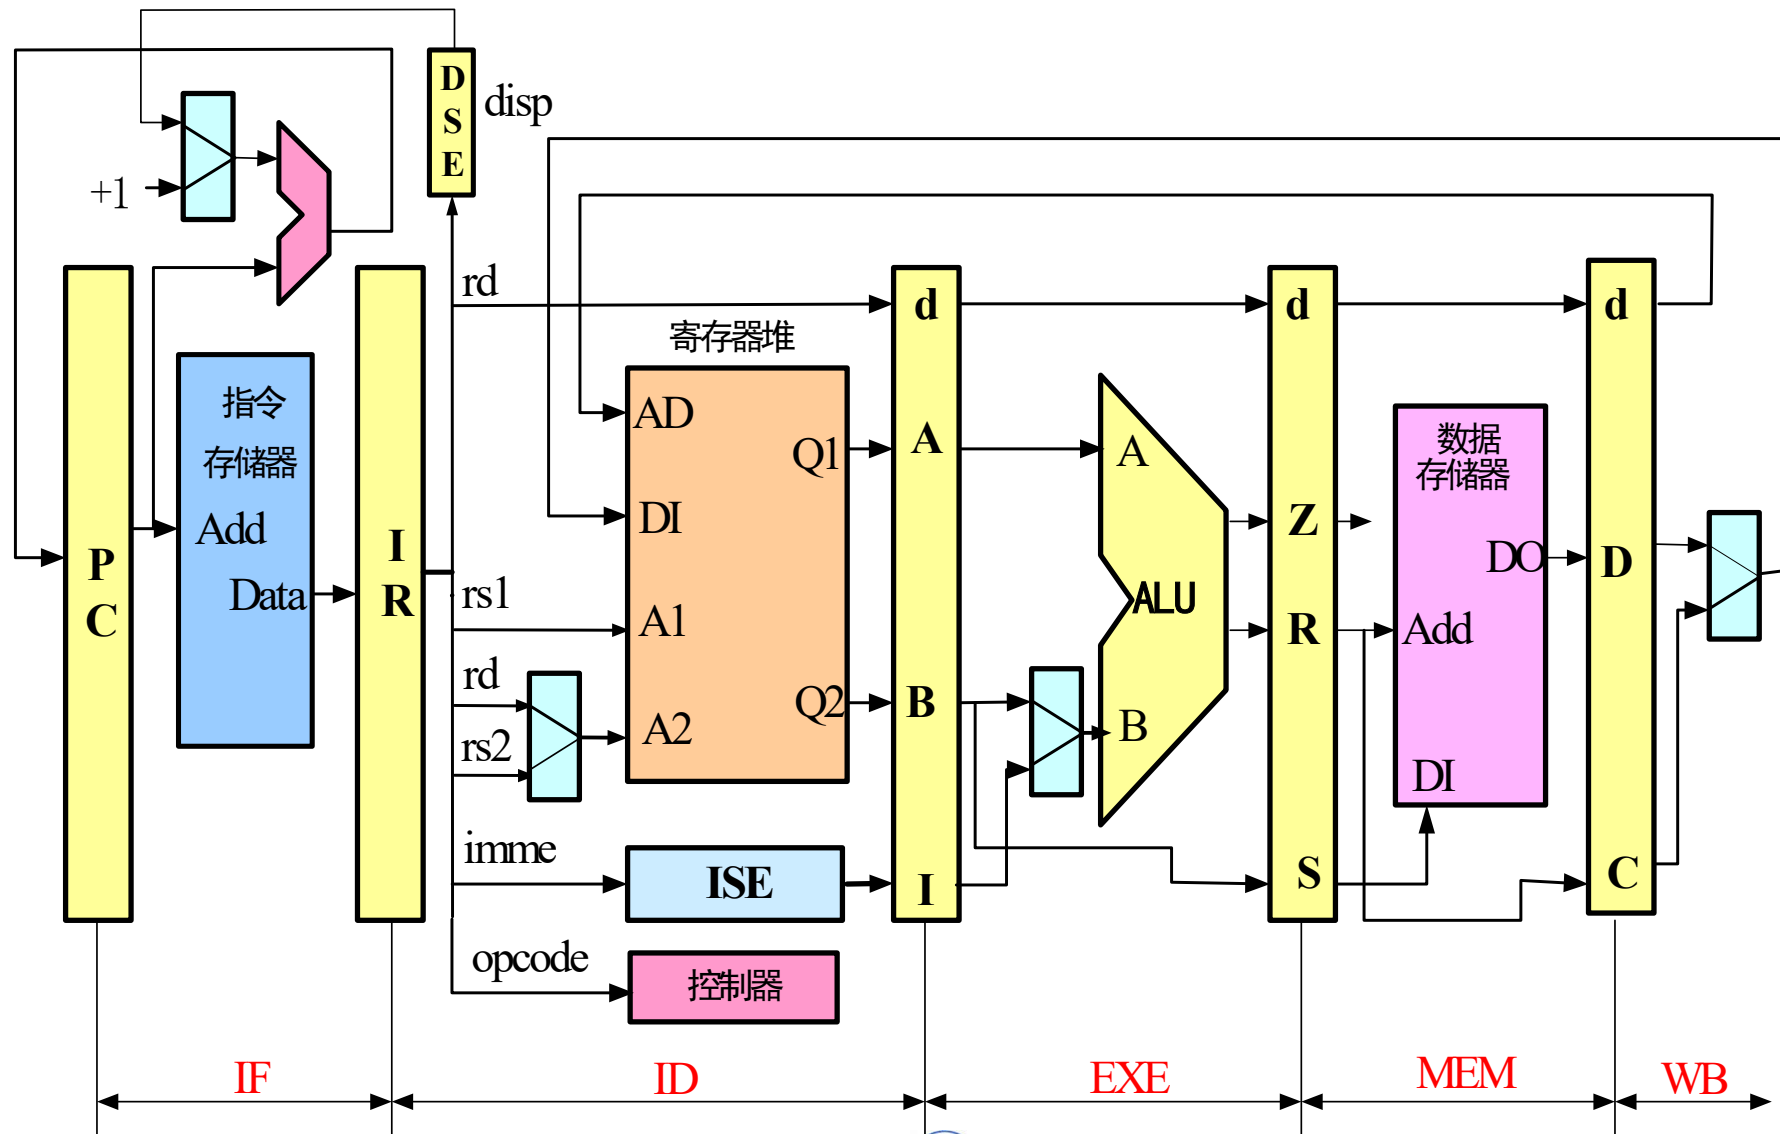 D
S
E
disp
+1
rd
d
d
d
寄存器堆
指令
存储器
Add
Data
P
C
I
R
AD
Q1
DI
rs1
A1
rd
rs2
Q2
A2
imme
ISE
opcode
控制器
A
B
I
A
ALU
B
Z
R
S
数据
存储器
DO
Add
DI
D
C
IF
ID
EXE
MEM
WB